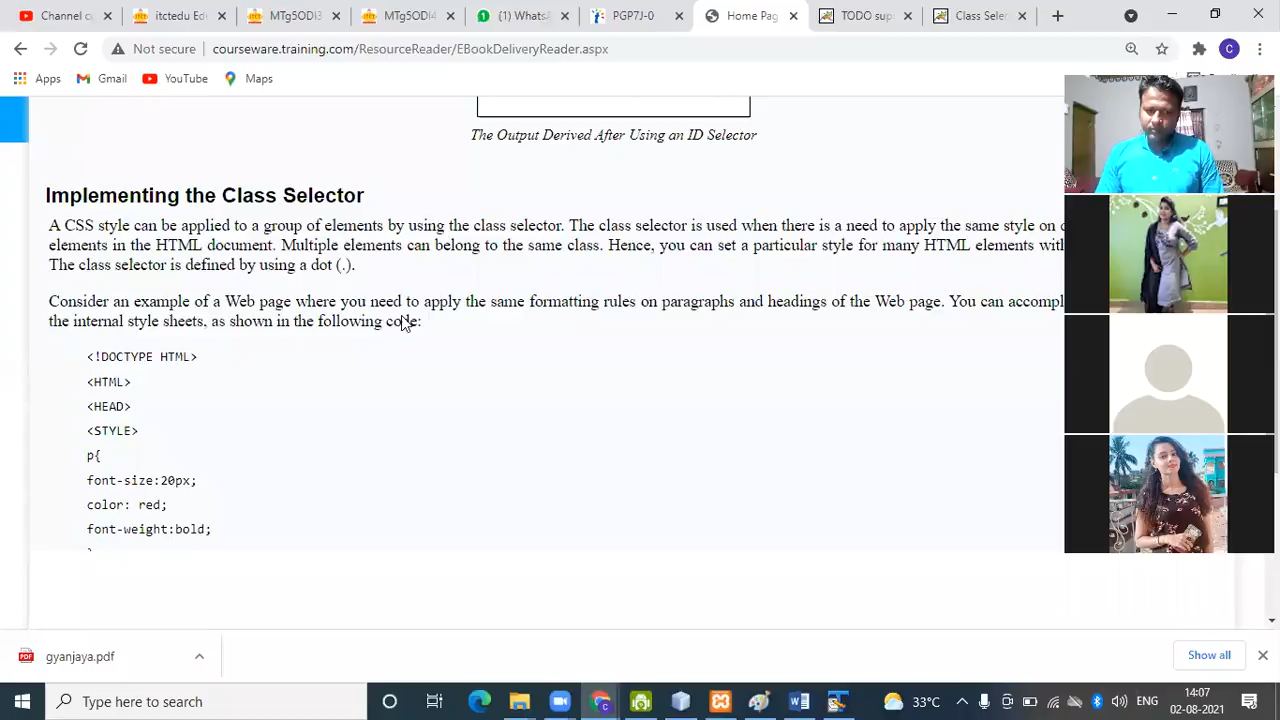 Channel c
itctedu Ed
MTg5ODI3
MTg5ODI4
(1) WhatsA
PGP7J-0
Home Pag
TODO sup
Class Sele
Not secure
courseware.training.com/ResourceReader/EBookDeliveryReader.aspx
C
Apps
Gmail
YouTube
Maps
The Output Derived After Using an ID Selector
Implementing the Class Selector
A CSS style can be applied to a group of elements by using the class selector. The class selector is used when there is a need to apply the same style on
elements in the HTML document. Multiple elements can belong to the same class. Hence, you can set a particular style for many HTML elements with
The class selector is defined by using a dot (.).
Consider an example of a Web page where you need to apply the same formatting rules on paragraphs and headings of the Web page. You can accompl
the internal style sheets, as shown in the following code:
<!DOCTYPE HTML>
<HTML>
<HEAD>
<STYLE>
p{
font-size:20px;
color: red;
font-weight:bold;
gyanjaya.pdf
Show all
Type here to search
33°C
ENG
14:07
02-08-2021